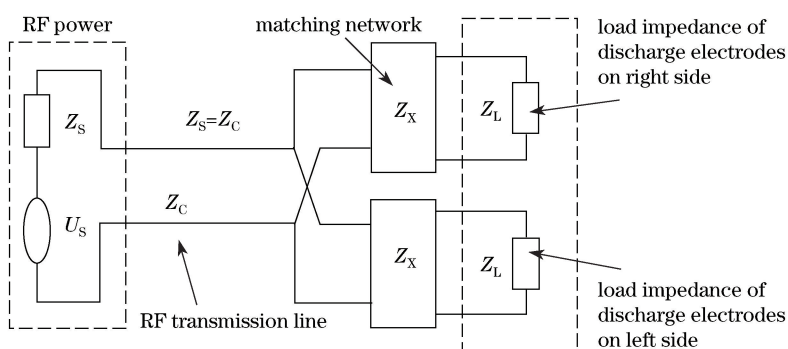 RF power
matching network
load impedance of
discharge electrodes
on right side
Z_S
Z_S=Z_C
Z_X
Z_L
Z_C
U_S
Z_X
Z_L
RF transmission line
load impedance of
discharge electrodes
on left side